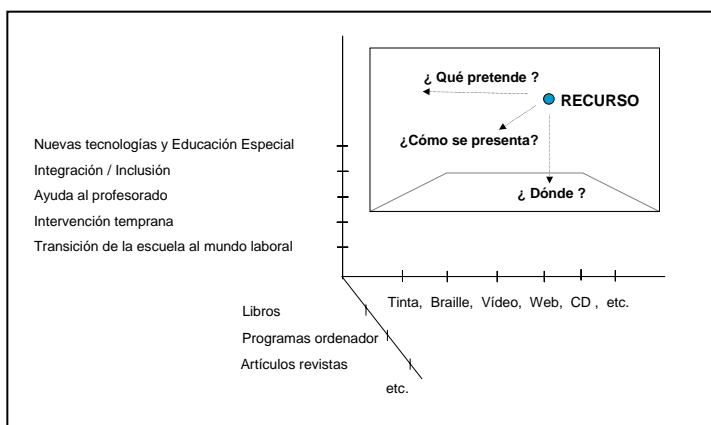 ¿ Qué pretende ?
RECURSO
¿Cómo se presenta?
¿ Dónde ?
Nuevas tecnologías y Educación Especial
Integración / Inclusión
Ayuda al profesorado
Intervención temprana
Transición de la escuela al mundo laboral
Tinta, Braille, Vídeo, Web, CD , etc.
Libros
Programas ordenador
Artículos revistas
etc.